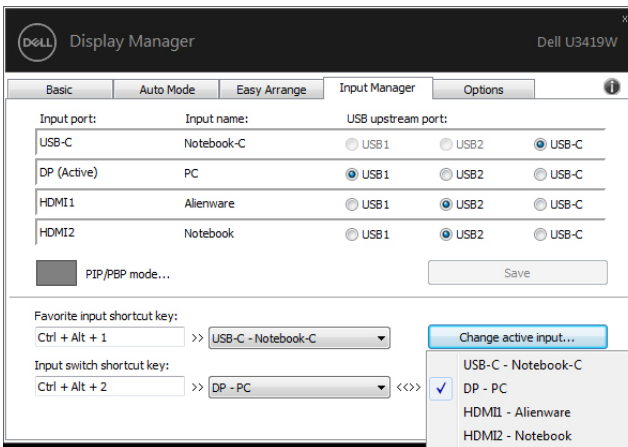 x
DELL Display Manager Dell U3419W
Basic Auto Mode Easy Arrange Input Manager Options i
Input port: Input name: USB upstream port:
USB-C Notebook-C USB1 USB2 USB-C
DP (Active) PC USB1 USB2 USB-C
HDMI1 Alienware USB1 USB2 USB-C
HDMI2 Notebook USB1 USB2 USB-C
PIP/PBP mode... Save
Favorite input shortcut key:
Ctrl + Alt + 1 >> USB-C - Notebook-C Change active input...
Input switch shortcut key:
Ctrl + Alt + 2 >> DP - PC <<>>
USB-C - Notebook-C
DP - PC
HDMI1 - Alienware
HDMI2 - Notebook